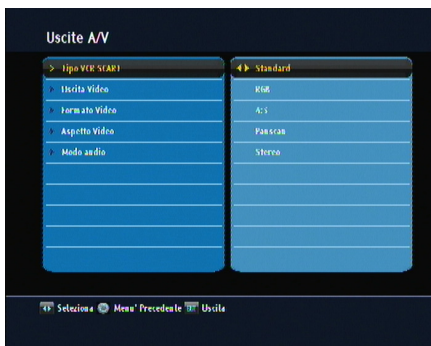 Uscite A/V
> Tipo VCR SCART Standard
Uscita Video RGB
Formato Video 4:3
Aspetto Video Panscan
Modo audio Stereo
Seleziona Menu' Precedente Uscita